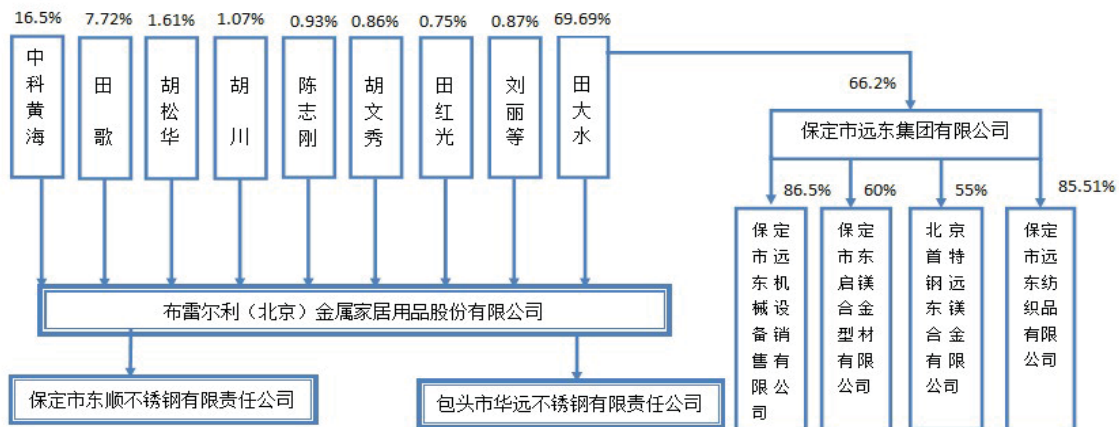 16.5% 7.72% 1.61% 1.07% 0.93% 0.86% 0.75% 0.87% 69.69%
中科黄海
田歌
胡松华
胡川
陈志刚
胡文秀
田红光
刘丽等
田大水
66.2%
保定市远东集团有限公司
86.5% 60% 55% 85.51%
保定市远东机械设备销售有限公司
保定市东启镁合金型材有限公司
北京首特钢远东镁合金有限公司
保定市远东纺织品有限公司
布雷尔利（北京）金属家居用品股份有限公司
保定市东顺不锈钢有限责任公司
包头市华远不锈钢有限责任公司